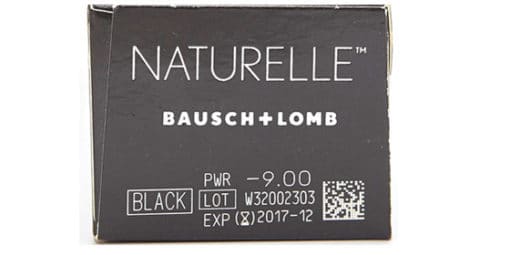 NATURELLE™
BAUSCH+LOMB
PWR -9.00
BLACK LOT W32002303
EXP 2017-12